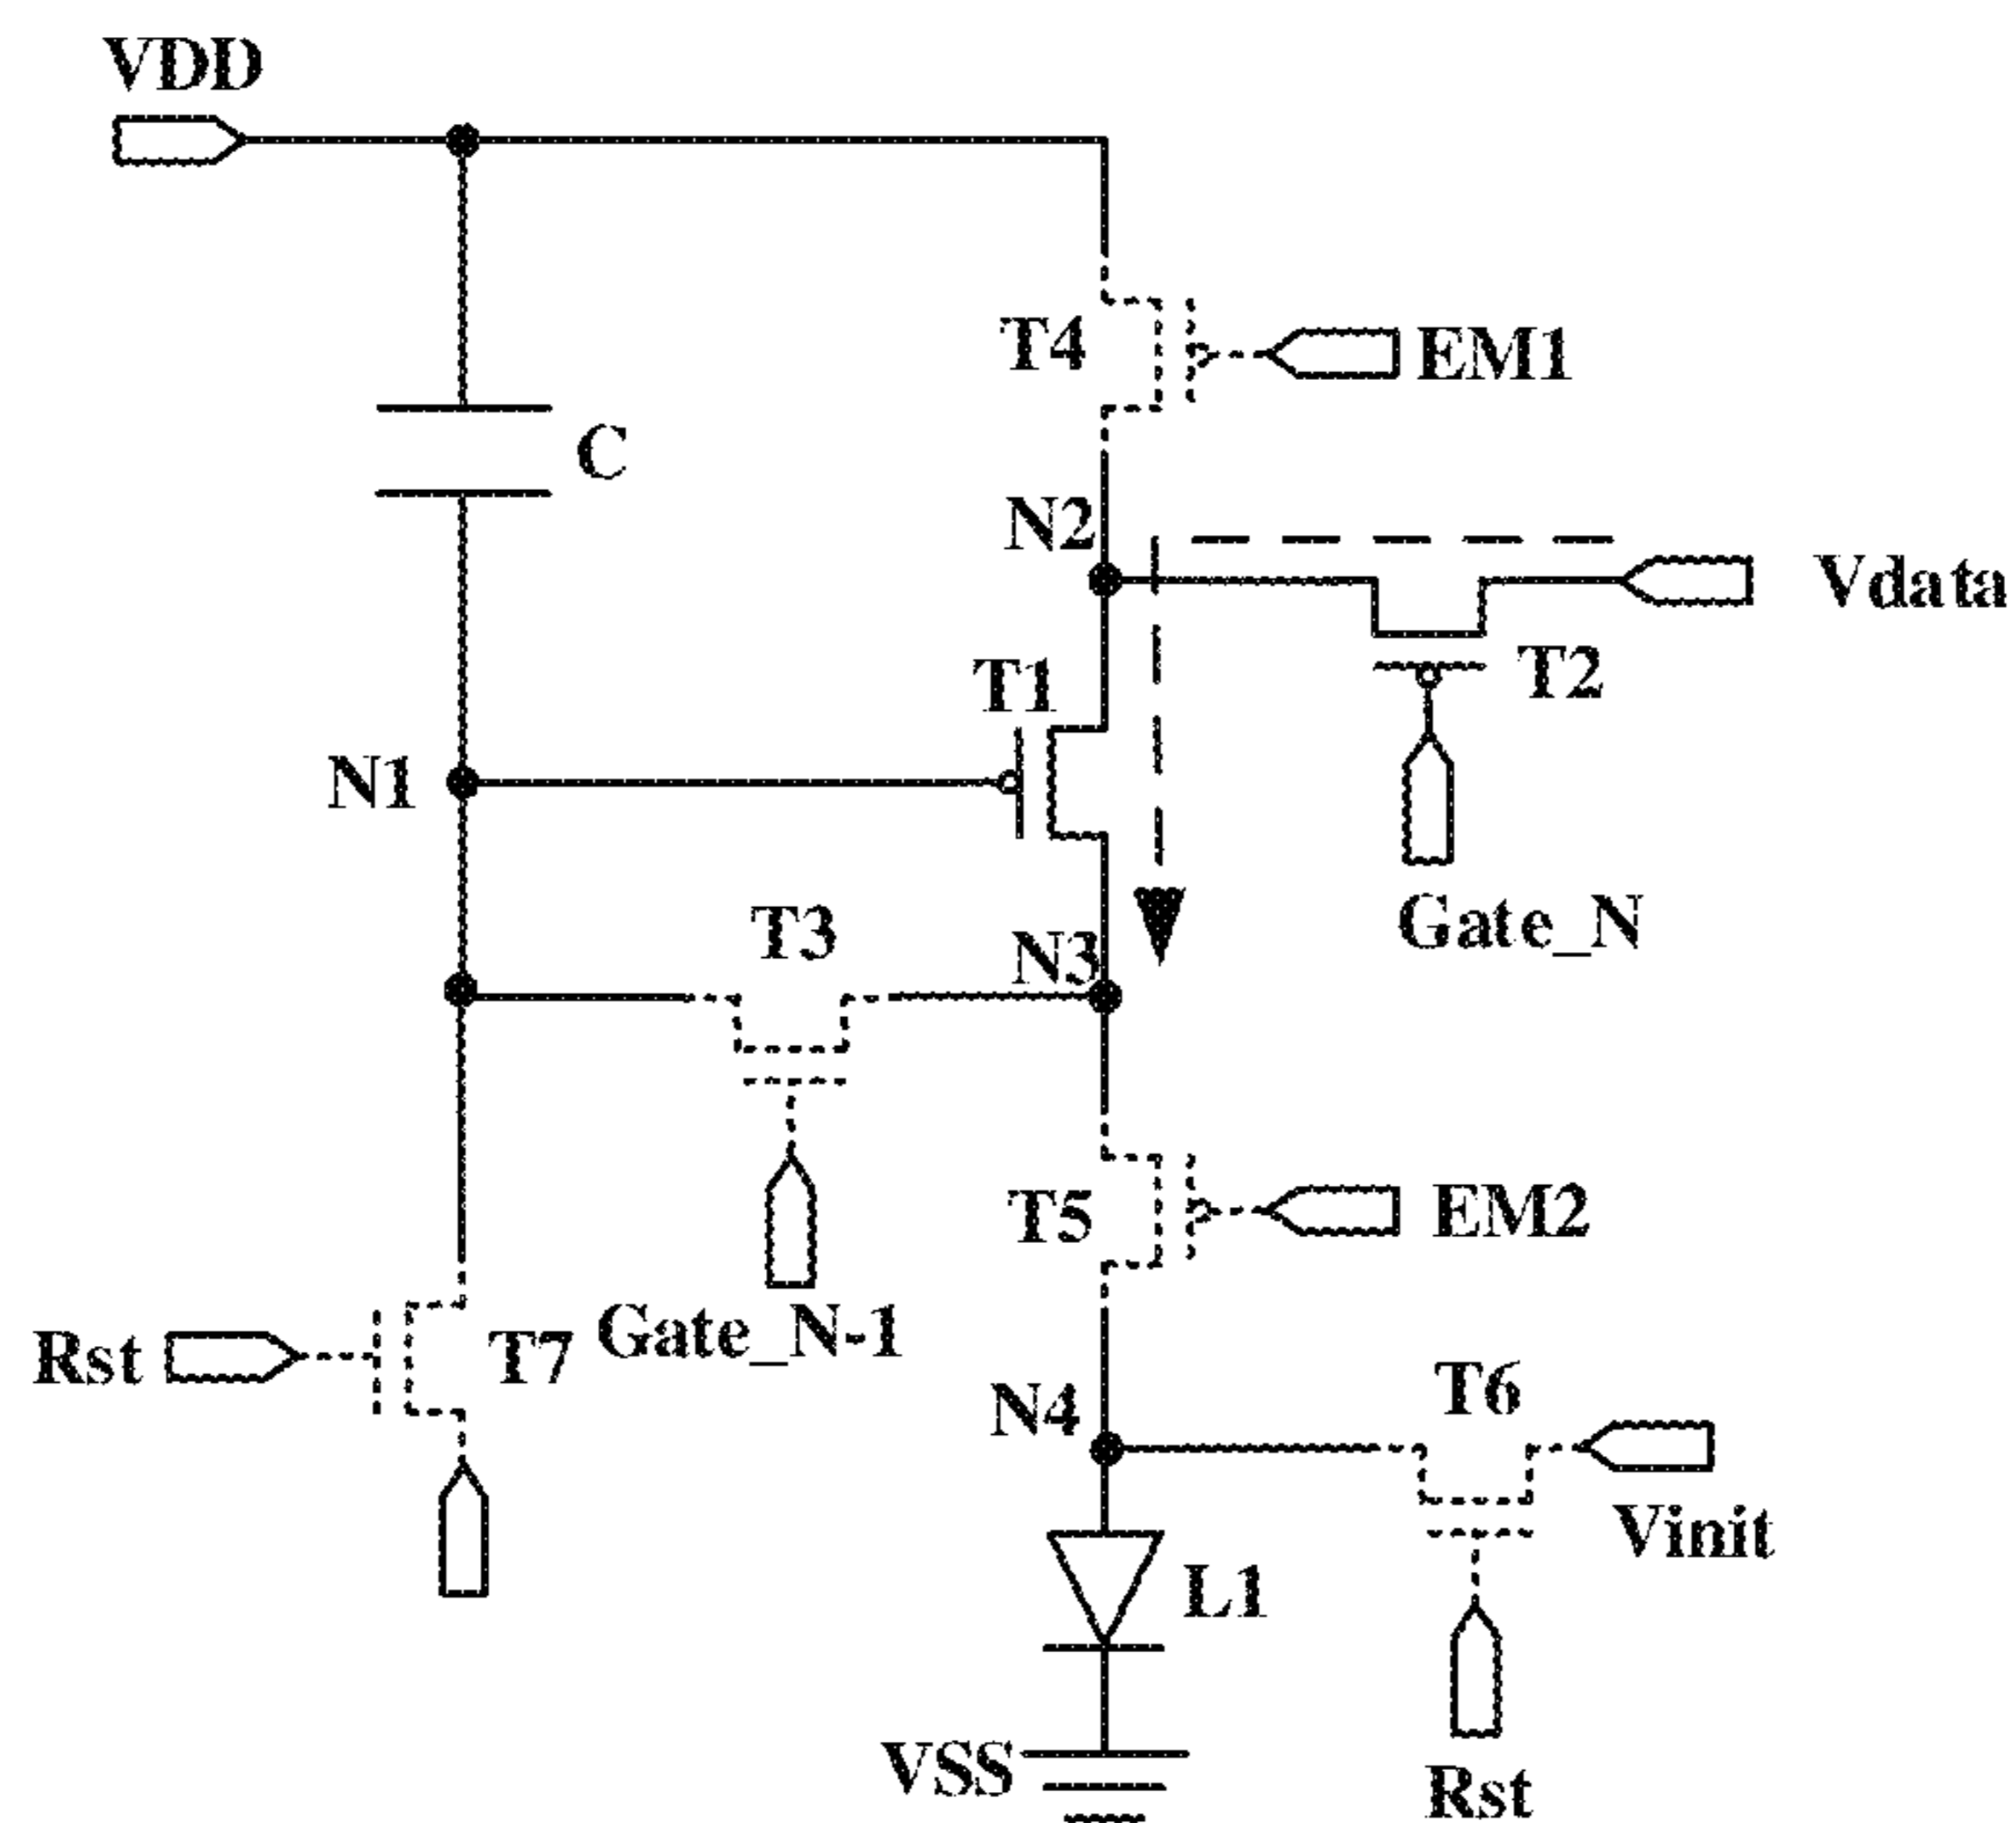 VDD
C
T4
EM1
N2
Vdata
T1
T2
N1
Gate_N
T3
N3
T5
EM2
Rst
T7
Gate_N-1
N4
T6
Vinit
L1
VSS
Rst